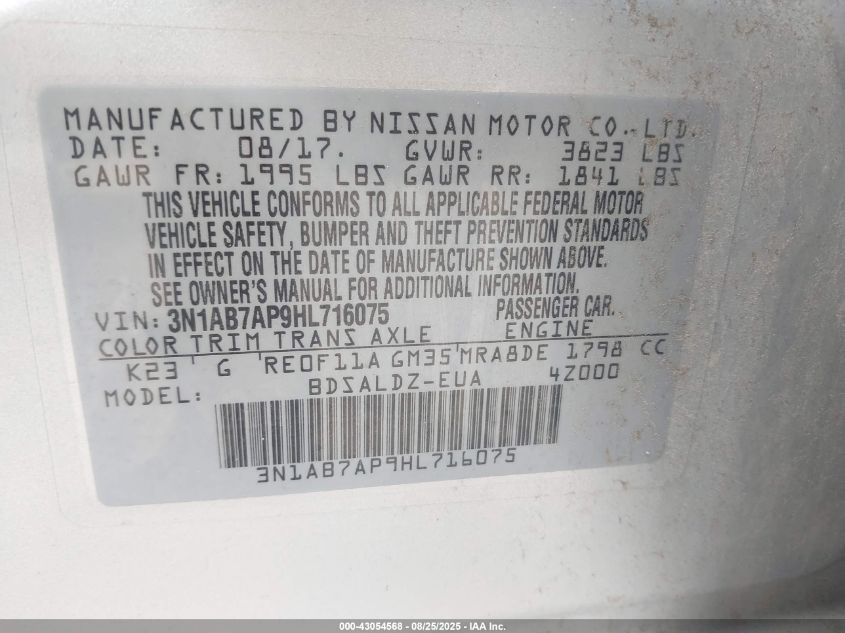 MANUFACTURED BY NISSAN MOTOR CO., LTD.
DATE: 08/17. GVWR: 3823 LBS
GAWR FR: 1995 LBS GAWR RR: 1841 LBS
THIS VEHICLE CONFORMS TO ALL APPLICABLE FEDERAL MOTOR
VEHICLE SAFETY, BUMPER AND THEFT PREVENTION STANDARDS
IN EFFECT ON THE DATE OF MANUFACTURE SHOWN ABOVE.
SEE OWNER'S MANUAL FOR ADDITIONAL INFORMATION.
VIN: 3N1AB7AP9HL716075 PASSENGER CAR.
COLOR TRIM TRANS AXLE ENGINE
K23 ' G 'RE0F11A GM35'MRA8DE 1798 CC
MODEL: BDSALDZ-EUA 4Z000
3N1AB7AP9HL716075
000-43054568 - 08/25/2025 - IAA Inc.